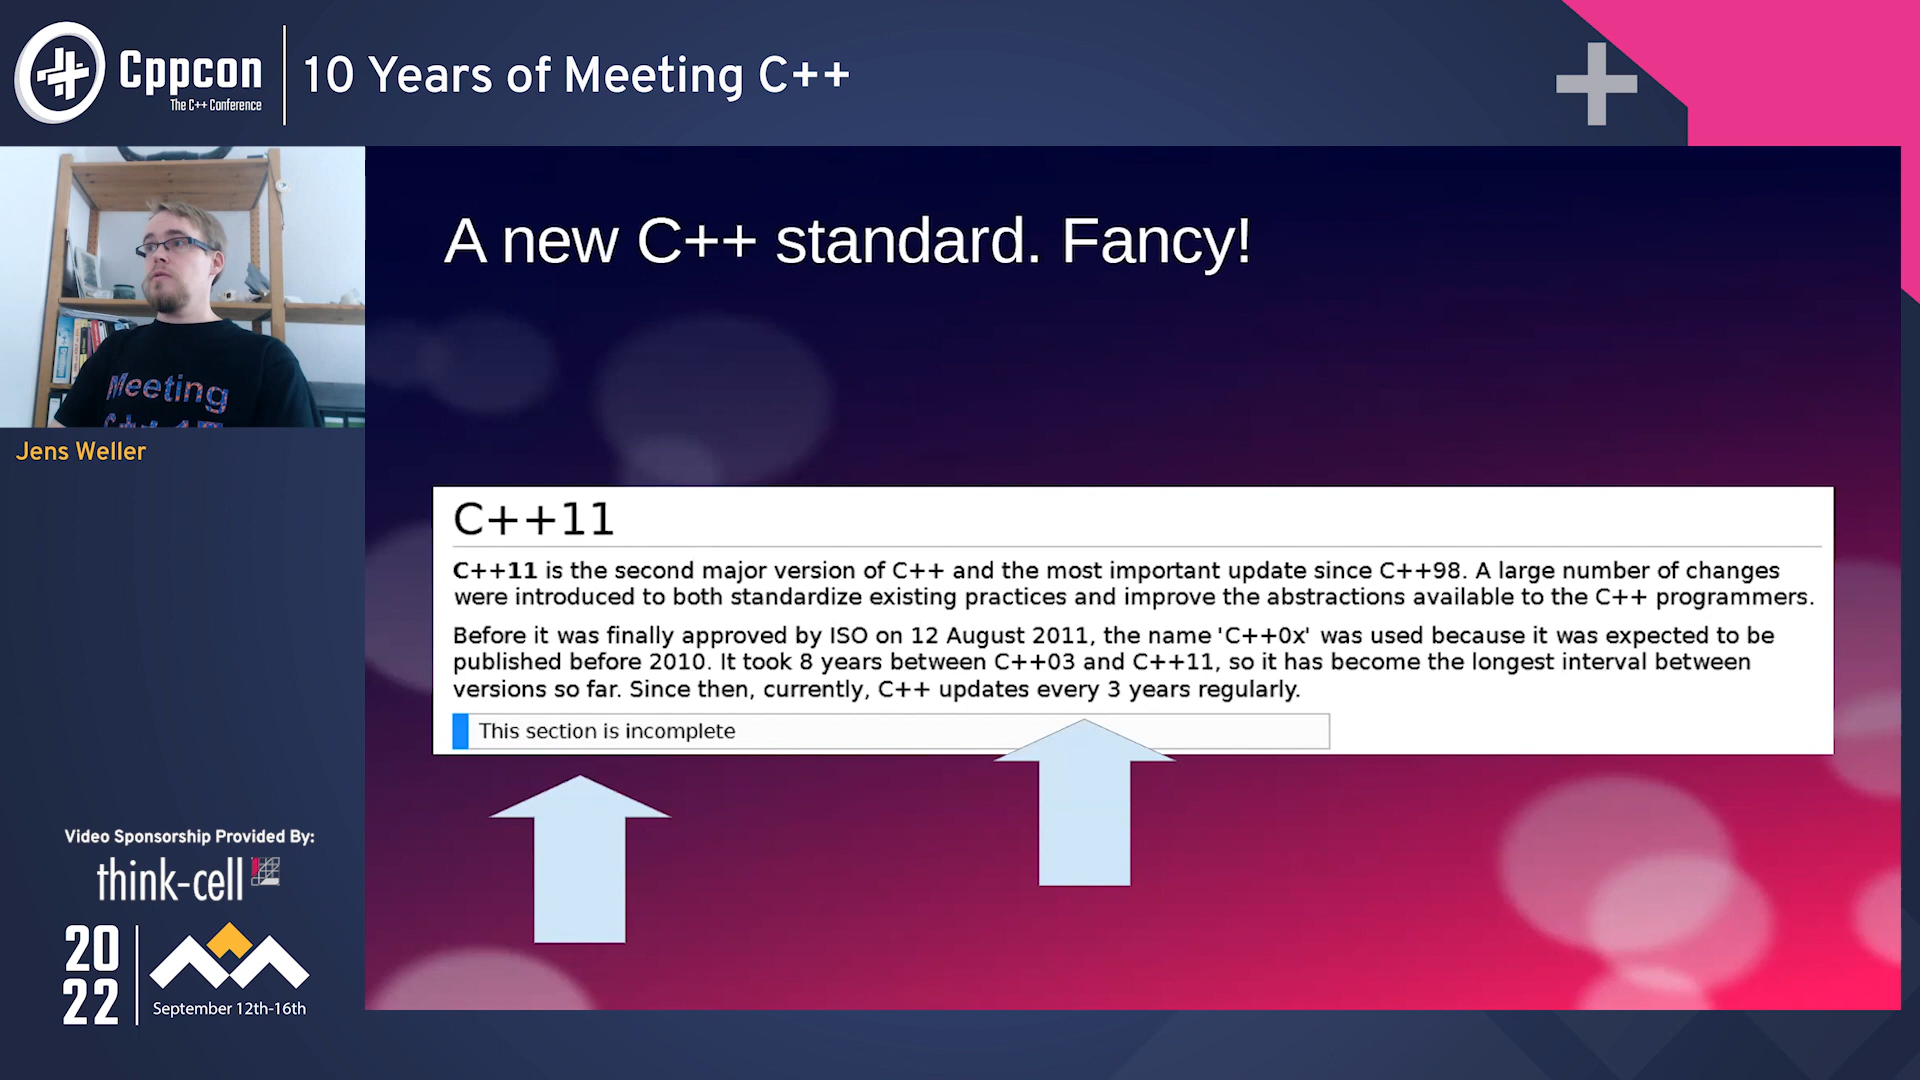 Cppcon
The C++ Conference
10 Years of Meeting C++
Meeting
Jens Weller
A new C++ standard. Fancy!
C++11
C++11 is the second major version of C++ and the most important update since C++98. A large number of changes
were introduced to both standardize existing practices and improve the abstractions available to the C++ programmers.
Before it was finally approved by ISO on 12 August 2011, the name 'C++0x' was used because it was expected to be
published before 2010. It took 8 years between C++03 and C++11, so it has become the longest interval between
versions so far. Since then, currently, C++ updates every 3 years regularly.
This section is incomplete
Video Sponsorship Provided By:
think-cell
20
22
September 12th-16th